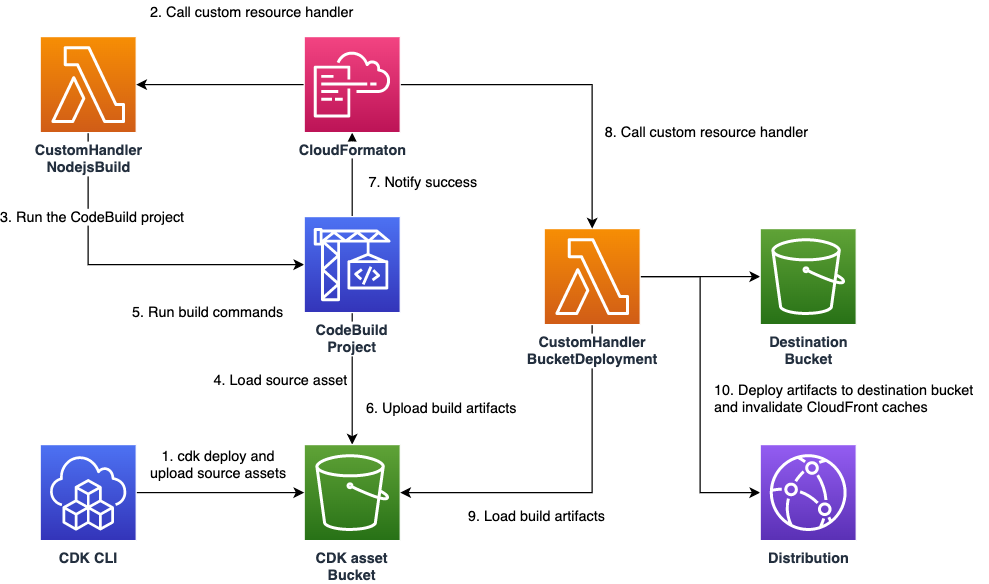 2. Call custom resource handler
CustomHandler
NodejsBuild
CloudFormaton
8. Call custom resource handler
7. Notify success
3. Run the CodeBuild project
5. Run build commands
CodeBuild
Project
CustomHandler
BucketDeployment
Destination
Bucket
4. Load source asset
6. Upload build artifacts
10. Deploy artifacts to destination bucket
and invalidate CloudFront caches
1. cdk deploy and
upload source assets
9. Load build artifacts
CDK CLI
CDK asset
Bucket
Distribution